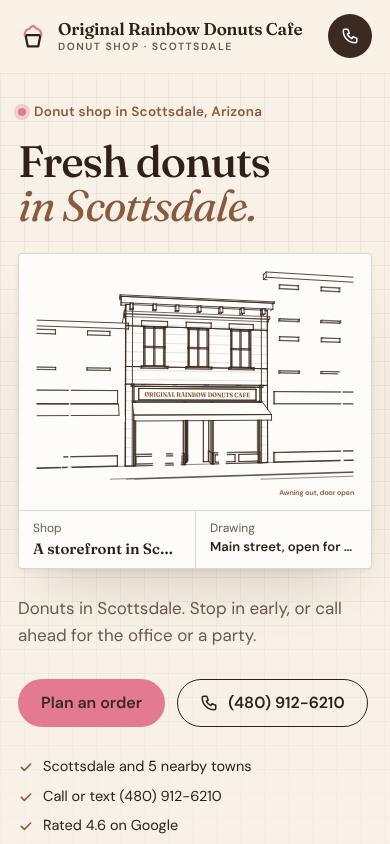 Original Rainbow Donuts Cafe
DONUT SHOP · SCOTTSDALE
Donut shop in Scottsdale, Arizona
Fresh donuts
in Scottsdale.
ORIGINAL RAINBOW DONUTS CAFE
Awning out, door open
Shop
A storefront in Sc...
Drawing
Main street, open for ...
Donuts in Scottsdale. Stop in early, or call
ahead for the office or a party.
Plan an order
(480) 912-6210
Scottsdale and 5 nearby towns
Call or text (480) 912-6210
Rated 4.6 on Google